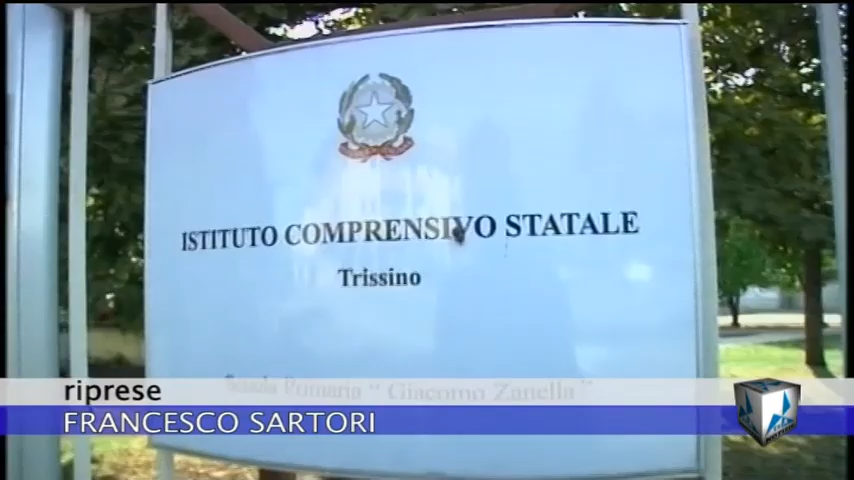 ISTITUTO COMPRENSIVO STATALE
Trissino
Scuola Primaria “ Giacomo Zanella ”
riprese
FRANCESCO SARTORI